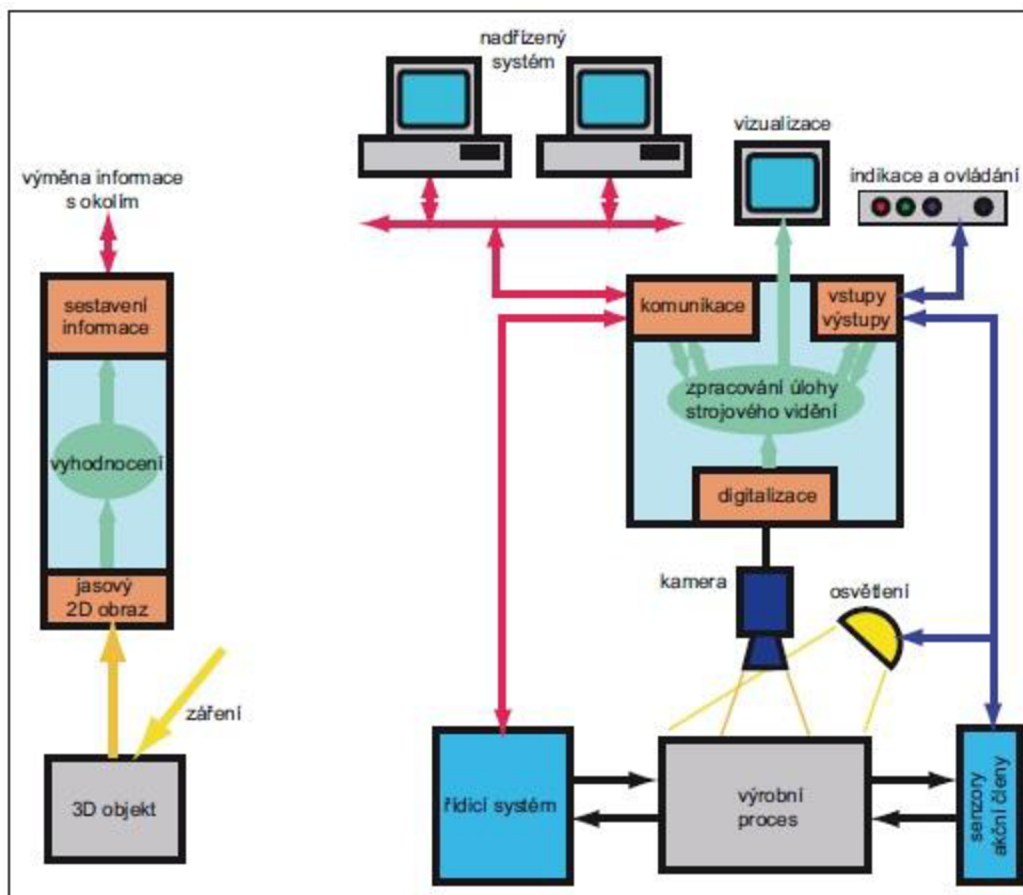 nadřízený
systém
vizualizace
indikace a ovládání
výměna informace
s okolím
sestavení
informace
komunikace
vstupy
výstupy
zpracování úlohy
strojového vidění
vyhodnocení
digitalizace
jasový
2D obraz
kamera
osvětlení
záření
3D objekt
řídicí systém
výrobní
proces
senzory
akční členy